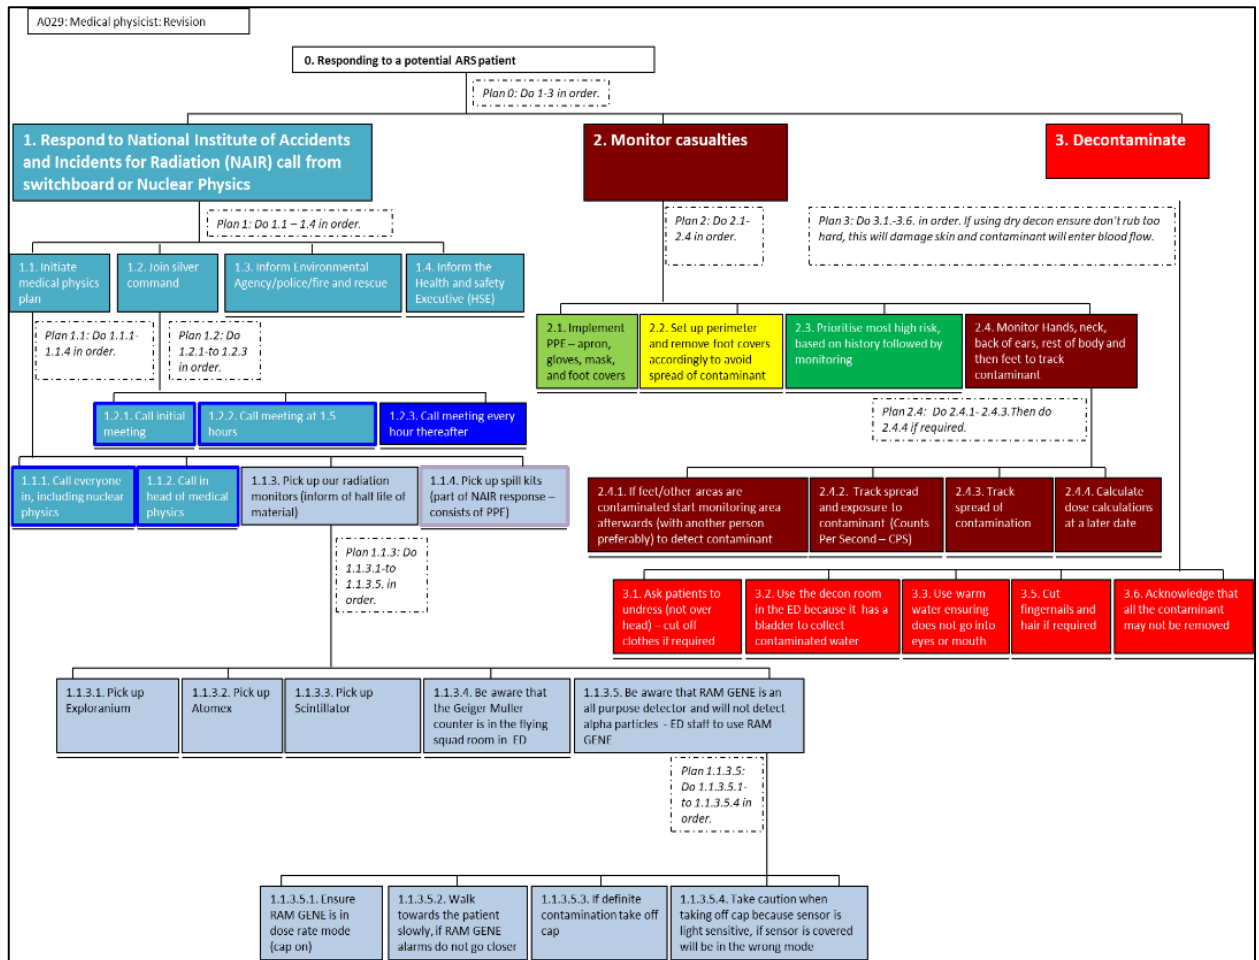 A029: Medical physicist: Revision
0. Responding to a potential ARS patient
Plan 0: Do 1-3 in order.
1. Respond to National Institute of Accidents
and Incidents for Radiation (NAIR) call from
switchboard or Nuclear Physics
2. Monitor casualties
3. Decontaminate
Plan 1: Do 1.1 – 1.4 in order.
Plan 2: Do 2.1-
2.4 in order.
Plan 3: Do 3.1.-3.6. in order. If using dry decon ensure don't rub too
hard, this will damage skin and contaminant will enter blood flow.
1.1. Initiate
medical physics
plan
1.2. Join silver
command
1.3. Inform Environmental
Agency/police/fire and rescue
1.4. Inform the
Health and safety
Executive (HSE)
Plan 1.1: Do 1.1.1-
1.1.4 in order.
Plan 1.2: Do
1.2.1-to 1.2.3
in order.
2.1. Implement
PPF – apron,
gloves, mask,
and foot covers
2.2. Set up perimeter
and remove foot covers
accordingly to avoid
spread of contaminant
2.3. Prioritise most high risk,
based on history followed by
monitoring
2.4. Monitor Hands, neck,
back of ears, rest of body and
then feet to track
contaminant
1.2.1. Call initial
meeting
1.2.2. Call meeting at 1.5
hours
1.2.3. Call meeting every
hour thereafter
Plan 2.4: Do 2.4.1- 2.4.3.Then do
2.4.4 if required.
1.1.1. Call everyone
in, including nuclear
physics
1.1.2. Call in
head of medical
physics
1.1.3. Pick up our radiation
monitors (inform of half life of
material)
1.1.4. Pick up spill kits
(part of NAIR response –
consists of PPF)
2.4.1. If feet/other areas are
contaminated start monitoring area
afterwards (with another person
preferably) to detect contaminant
2.4.2. Track spread
and exposure to
contaminant (Counts
Per Second – CPS)
2.4.3. Track
spread of
contamination
2.4.4. Calculate
dose calculations
at a later date
Plan 1.1.3: Do
1.1.3.1-to
1.1.3.5. in
order.
3.1. Ask patients to
undress (not over
head) – cut off
clothes if required
3.2. Use the decon room
in the ED because it has a
bladder to collect
contaminated water
3.3. Use warm
water ensuring
does not go into
eyes or mouth
3.5. Cut
fingernails and
hair if required
3.6. Acknowledge that
all the contaminant
may not be removed
1.1.3.1. Pick up
Exploranium
1.1.3.2. Pick up
Atomex
1.1.3.3. Pick up
Scintillator
1.1.3.4. Be aware that
the Geiger Muller
counter is in the flying
squad room in ED
1.1.3.5. Be aware that RAM GENE is an
all purpose detector and will not detect
alpha particles - ED staff to use RAM
GENE
Plan 1.1.3.5:
Do 1.1.3.5.1-
to 1.1.3.5.4 in
order.
1.1.3.5.1. Ensure
RAM GENE is in
dose rate mode
(cap on)
1.1.3.5.2. Walk
towards the patient
slowly, if RAM GENE
alarms do not go closer
1.1.3.5.3. If definite
contamination take off
cap
1.1.3.5.4. Take caution when
taking off cap because sensor is
light sensitive, if sensor is covered
will be in the wrong mode